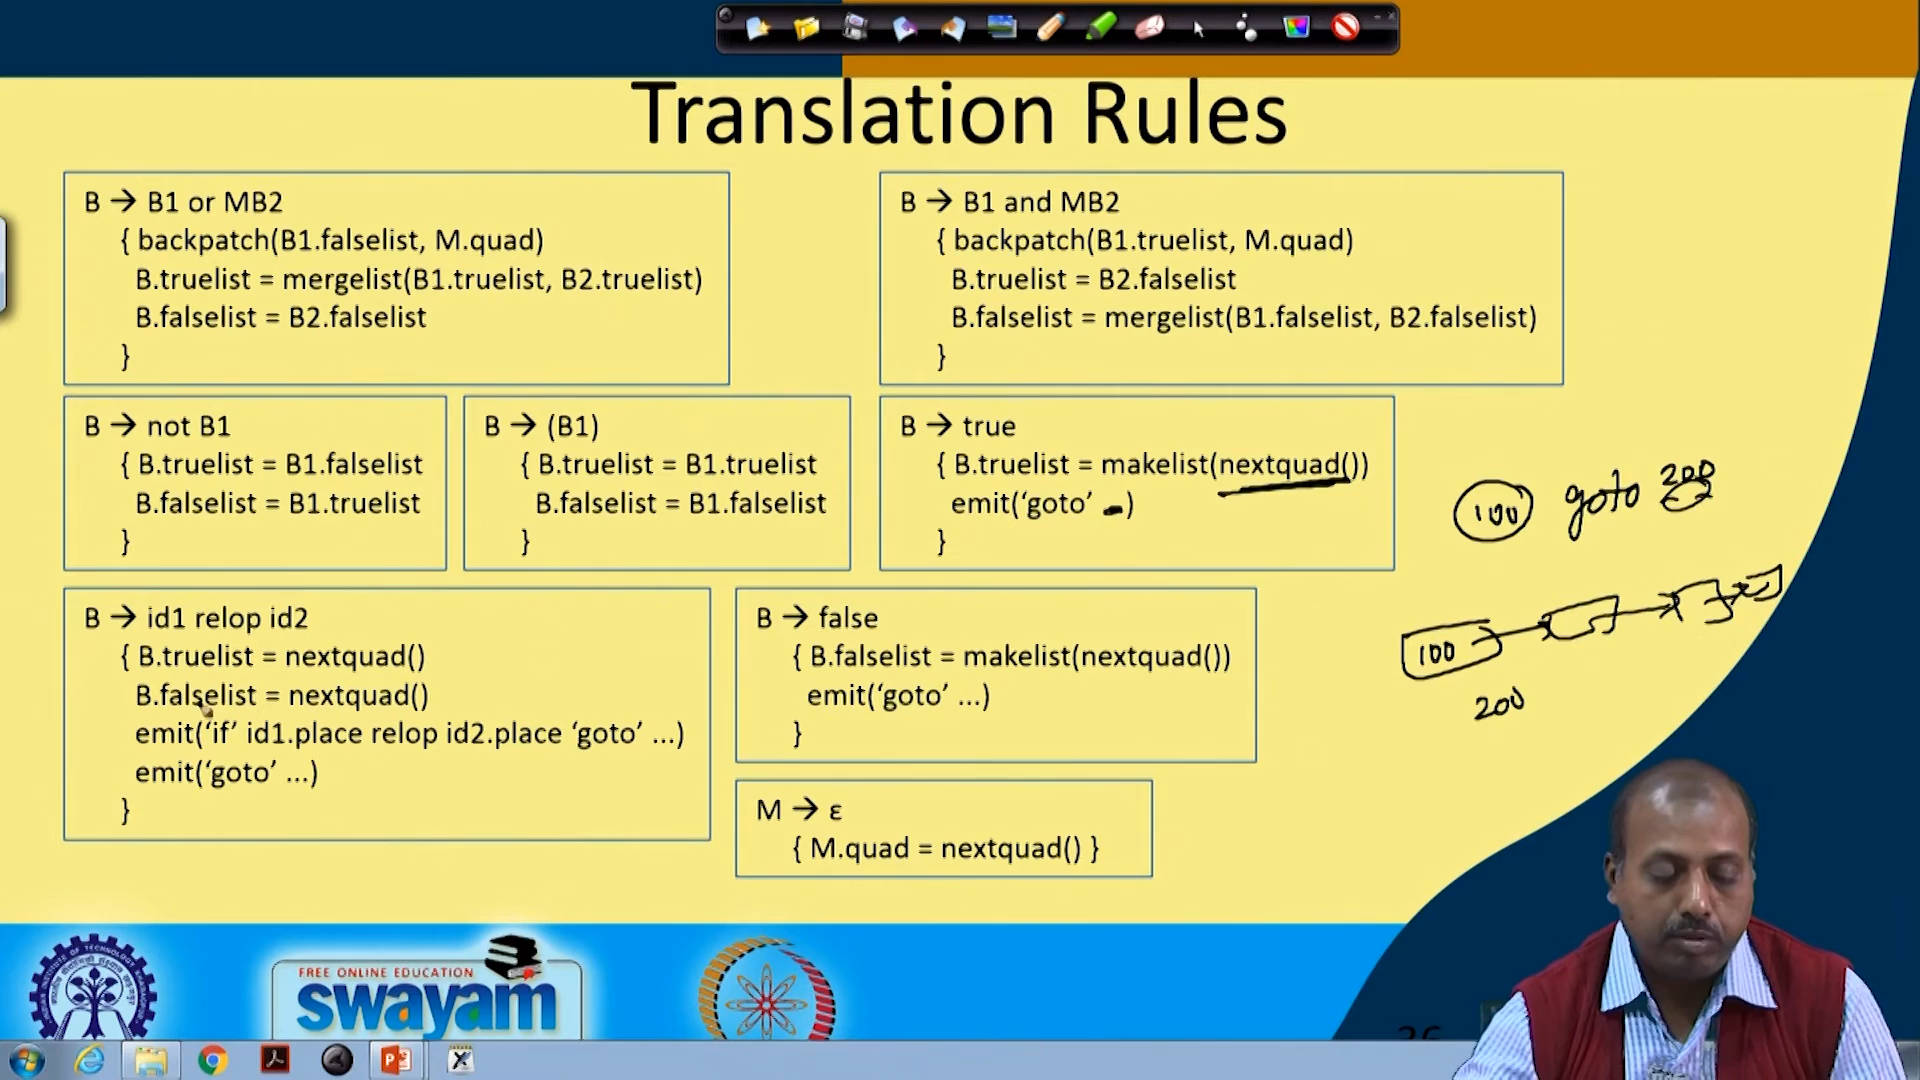 Translation Rules
B → B1 or MB2
{ backpatch(B1.falselist, M.quad)
B.truelist = mergelist(B1.truelist, B2.truelist)
B.falselist = B2.falselist
}
B → B1 and MB2
{ backpatch(B1.truelist, M.quad)
B.truelist = B2.falselist
B.falselist = mergelist(B1.falselist, B2.falselist)
}
B → not B1
{ B.truelist = B1.falselist
B.falselist = B1.truelist
}
B → (B1)
{ B.truelist = B1.truelist
B.falselist = B1.falselist
}
B → true
{ B.truelist = makelist(nextquad())
emit(‘goto’ ...)
}
100 goto 200
100
200
B → id1 relop id2
{ B.truelist = nextquad()
B.falselist = nextquad()
emit(‘if’ id1.place relop id2.place ‘goto’ ...)
emit(‘goto’ ...)
}
B → false
{ B.falselist = makelist(nextquad())
emit(‘goto’ ...)
}
M → ε
{ M.quad = nextquad() }
FREE ONLINE EDUCATION
swayam